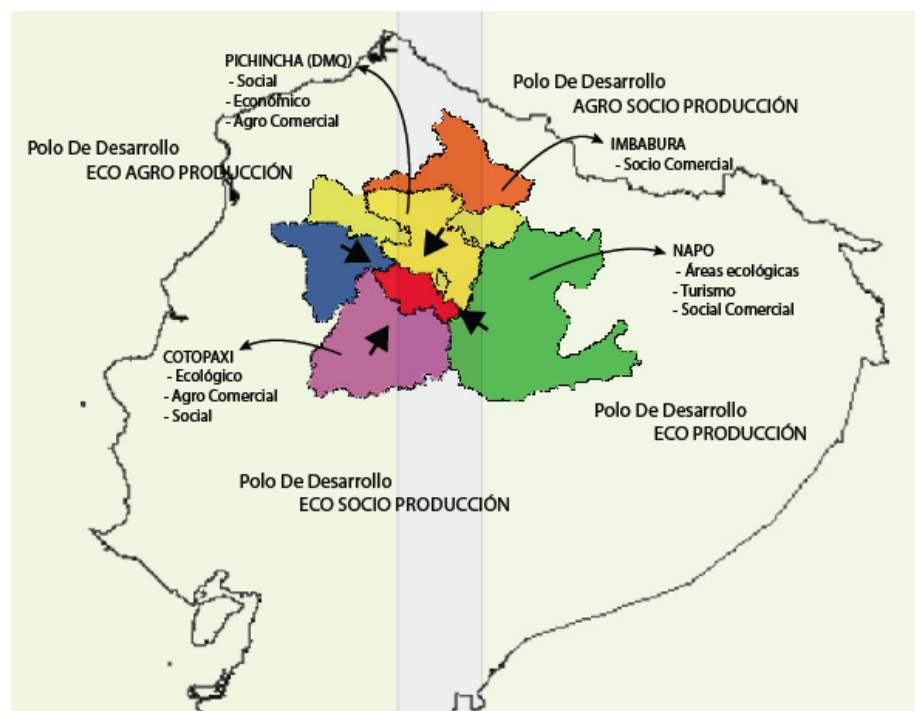 PICHINCHA (DMQ)
- Social
- Económico
- Agro Comercial
Polo De Desarrollo
AGRO SOCIO PRODUCCIÓN
IMBABURA
- Socio Comercial
Polo De Desarrollo
ECO AGRO PRODUCCIÓN
NAPO
- Áreas ecológicas
- Turismo
- Social Comercial
COTOPAXI
- Ecológico
- Agro Comercial
- Social
Polo De Desarrollo
ECO PRODUCCIÓN
Polo De Desarrollo
ECO SOCIO PRODUCCIÓN